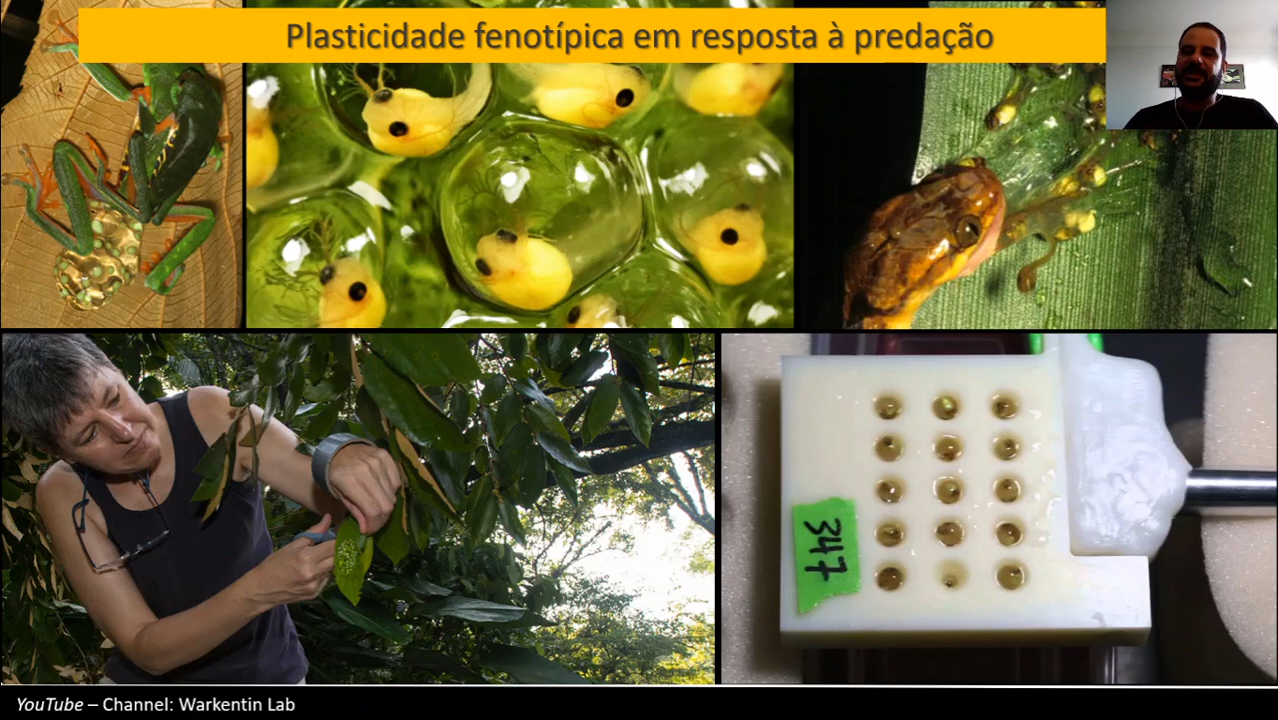 Plasticidade fenotípica em resposta à predação
347
YouTube – Channel: Warkentin Lab